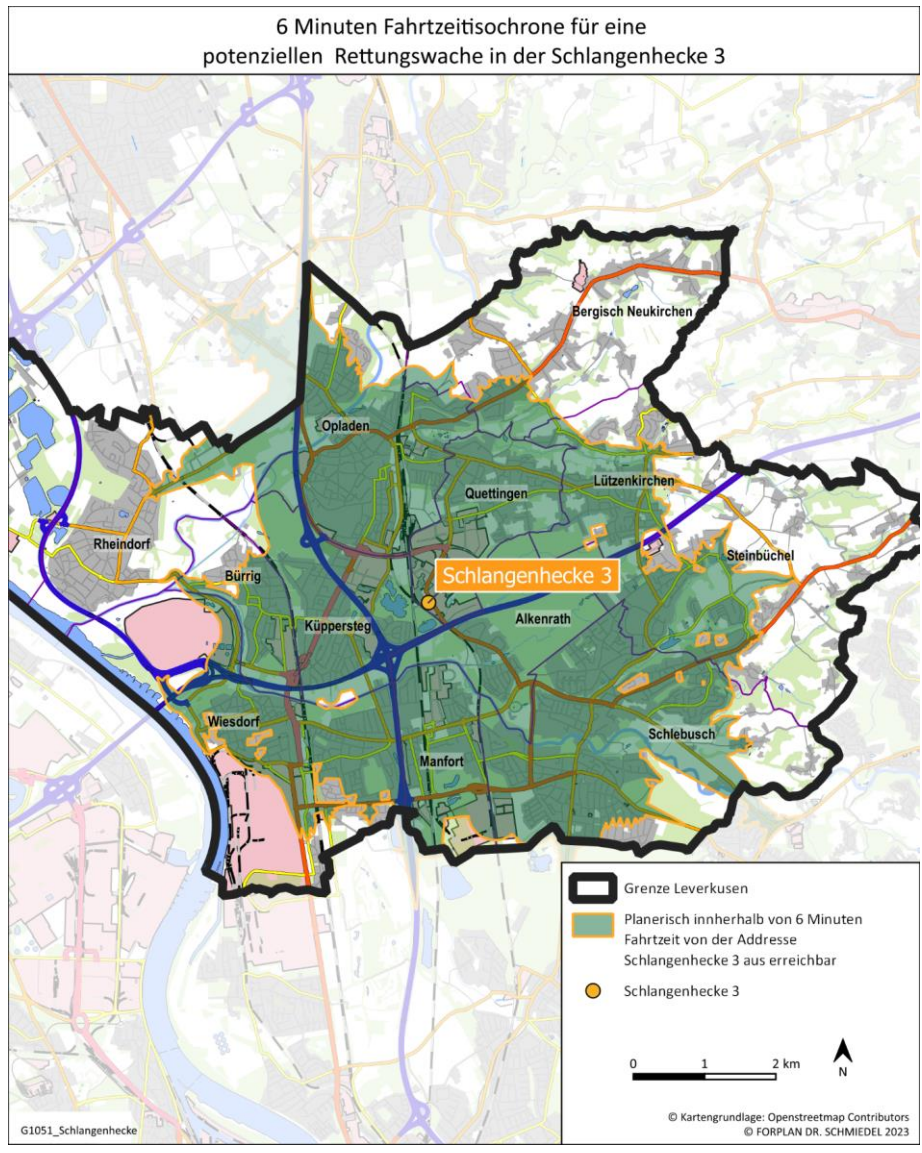 6 Minuten Fahrtzeitisochrone für eine
potenziellen Rettungswache in der Schlangenhecke 3
Bergisch Neukirchen
Opladen
Quettingen
Lützenkirchen
Rheindorf
Steinbüchel
Bürrig
Schlangenhecke 3
Küppersteg
Alkenrath
Wiesdorf
Schlebusch
Manfort
Grenze Leverkusen
Planerisch innherhalb von 6 Minuten
Fahrtzeit von der Addresse
Schlangenhecke 3 aus erreichbar
Schlangenhecke 3
0 1 2 km
N
G1051_Schlangenhecke
© Kartengrundlage: Openstreetmap Contributors
© FORPLAN DR. SCHMIEDEL 2023